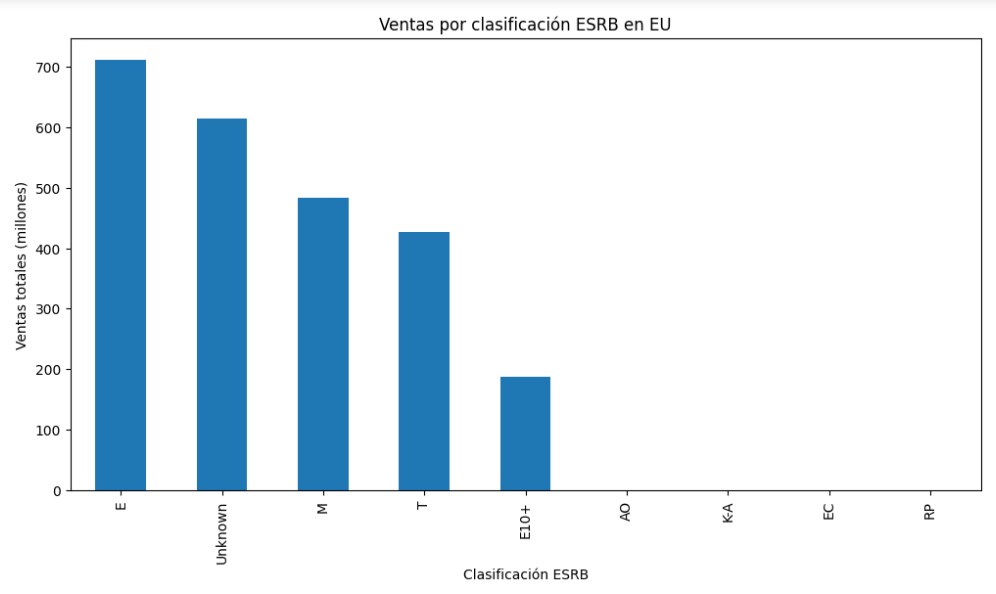 Ventas por clasificación ESRB en EU
Ventas totales (millones)
700
600
500
400
300
200
100
0
E
Unknown
M
T
E10+
AO
K-A
EC
RP
Clasificación ESRB